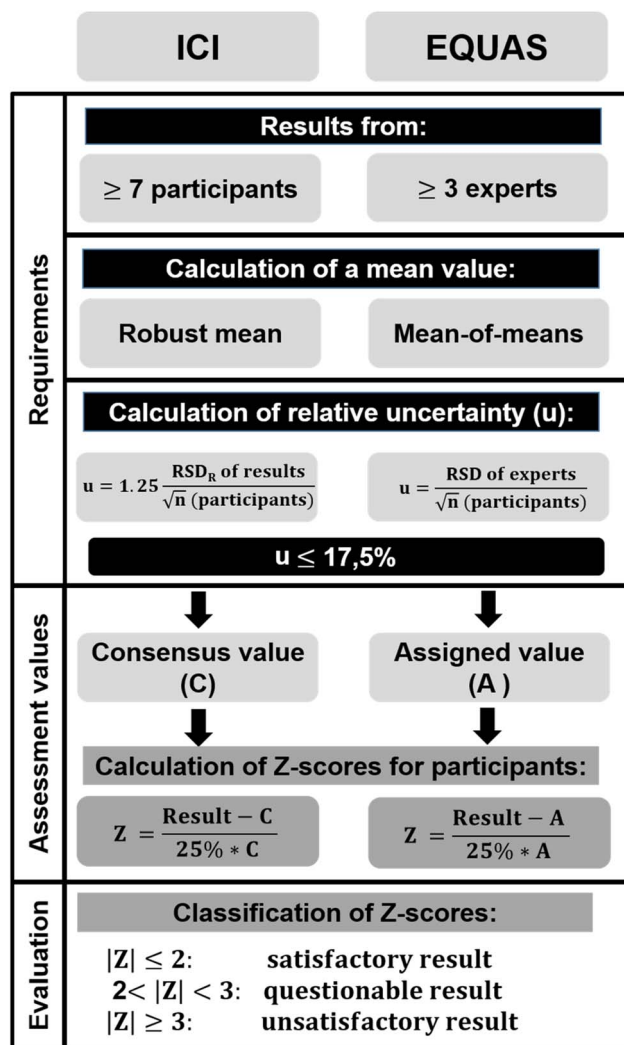 ICI EQUAS
Requirements
Results from:
≥ 7 participants ≥ 3 experts
Calculation of a mean value:
Robust mean Mean-of-means
Calculation of relative uncertainty (u):
u = 1.25 RSD_R of results / √n (participants) u = RSD of experts / √n (participants)
u ≤ 17,5%
Assessment values
Consensus value (C) Assigned value (A )
Calculation of Z-scores for participants:
Z = Result − C / 25% * C Z = Result − A / 25% * A
Evaluation
Classification of Z-scores:
|Z| ≤ 2: satisfactory result
2< |Z| < 3: questionable result
|Z| ≥ 3: unsatisfactory result